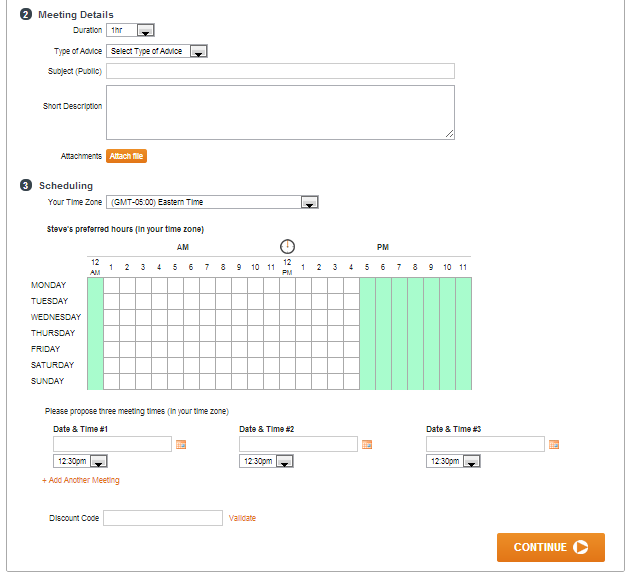 2 Meeting Details
Duration 1hr
Type of Advice Select Type of Advice
Subject (Public)
Short Description
Attachments Attach file
3 Scheduling
Your Time Zone (GMT-05:00) Eastern Time
Steve's preferred hours (in your time zone)
AM PM
12 AM 1 2 3 4 5 6 7 8 9 10 11 12 PM 1 2 3 4 5 6 7 8 9 10 11
MONDAY
TUESDAY
WEDNESDAY
THURSDAY
FRIDAY
SATURDAY
SUNDAY
Please propose three meeting times (in your time zone)
Date & Time #1 Date & Time #2 Date & Time #3
12:30pm 12:30pm 12:30pm
+ Add Another Meeting
Discount Code Validate
CONTINUE